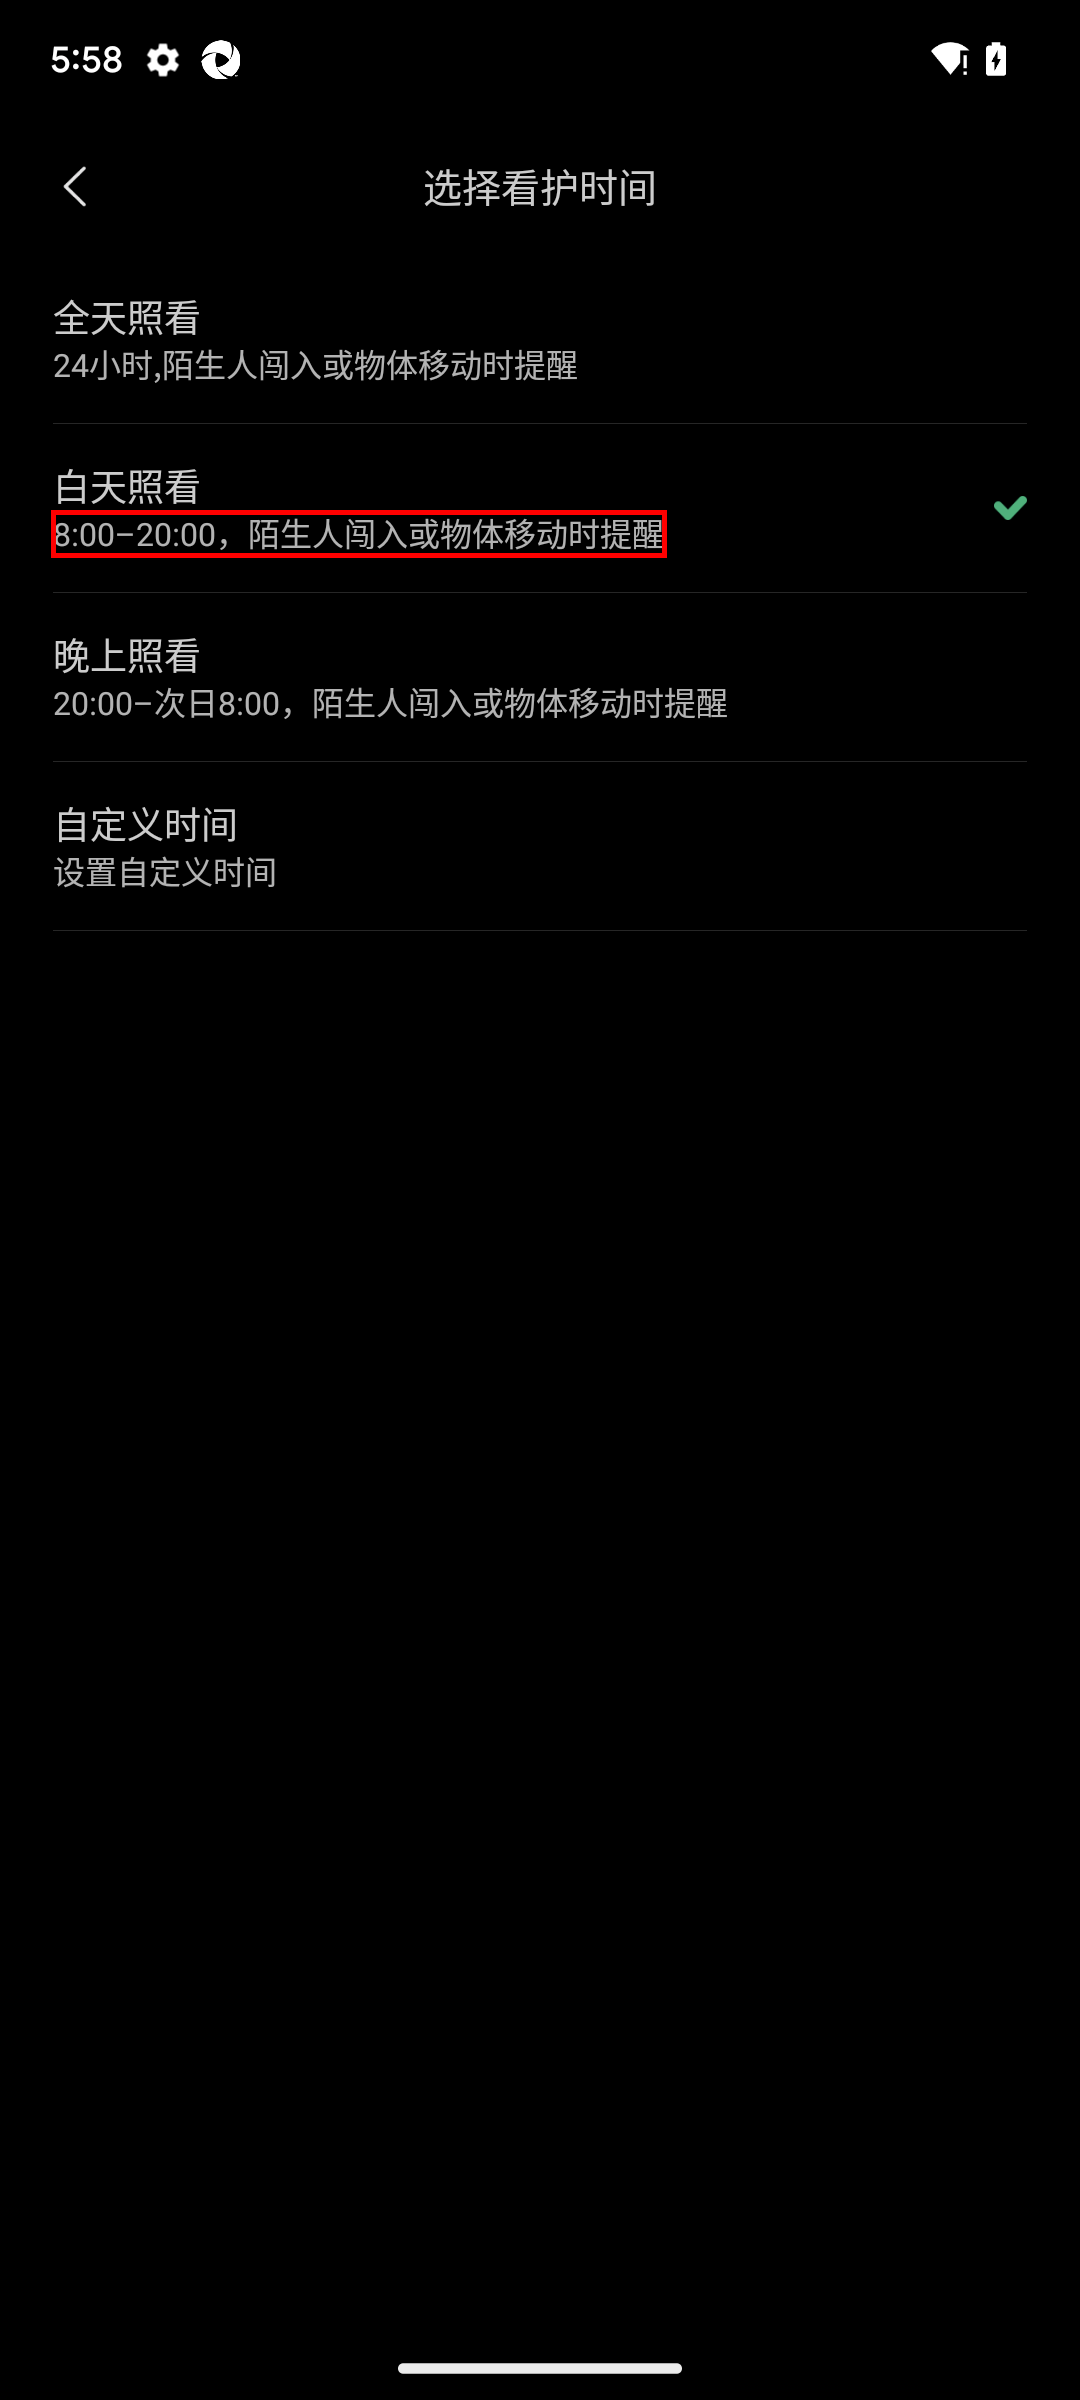 5:58
选择看护时间
全天照看
24小时,陌生人闯入或物体移动时提醒
白天照看
8:00–20:00，陌生人闯入或物体移动时提醒
晚上照看
20:00–次日8:00，陌生人闯入或物体移动时提醒
自定义时间
设置自定义时间